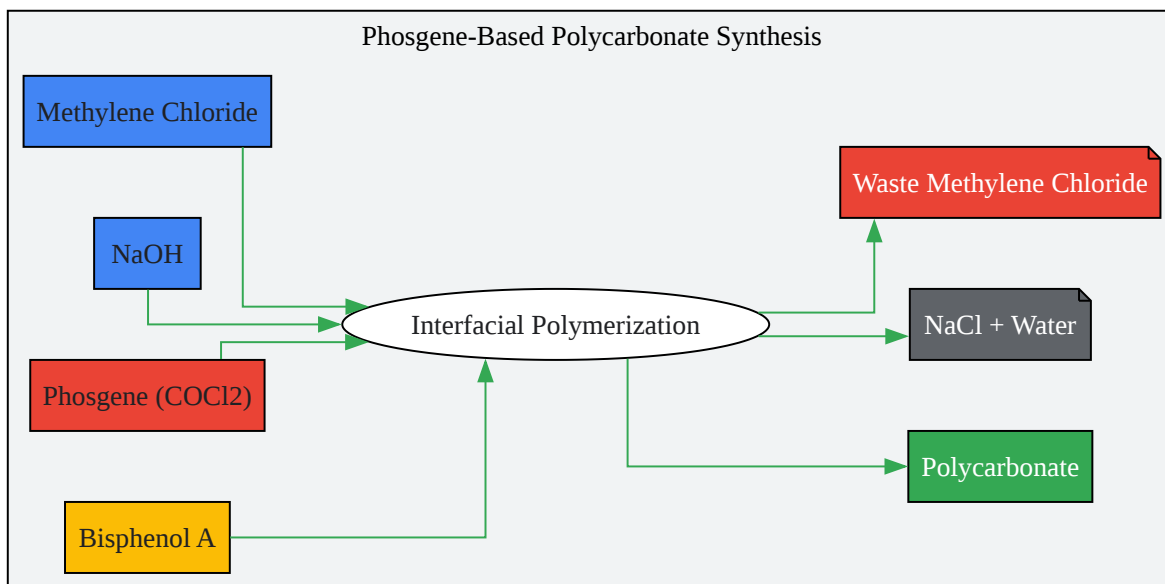 Phosgene-Based Polycarbonate Synthesis
Methylene Chloride
Waste Methylene Chloride
NaOH
Interfacial Polymerization
NaCl + Water
Phosgene (COCl2)
Polycarbonate
Bisphenol A